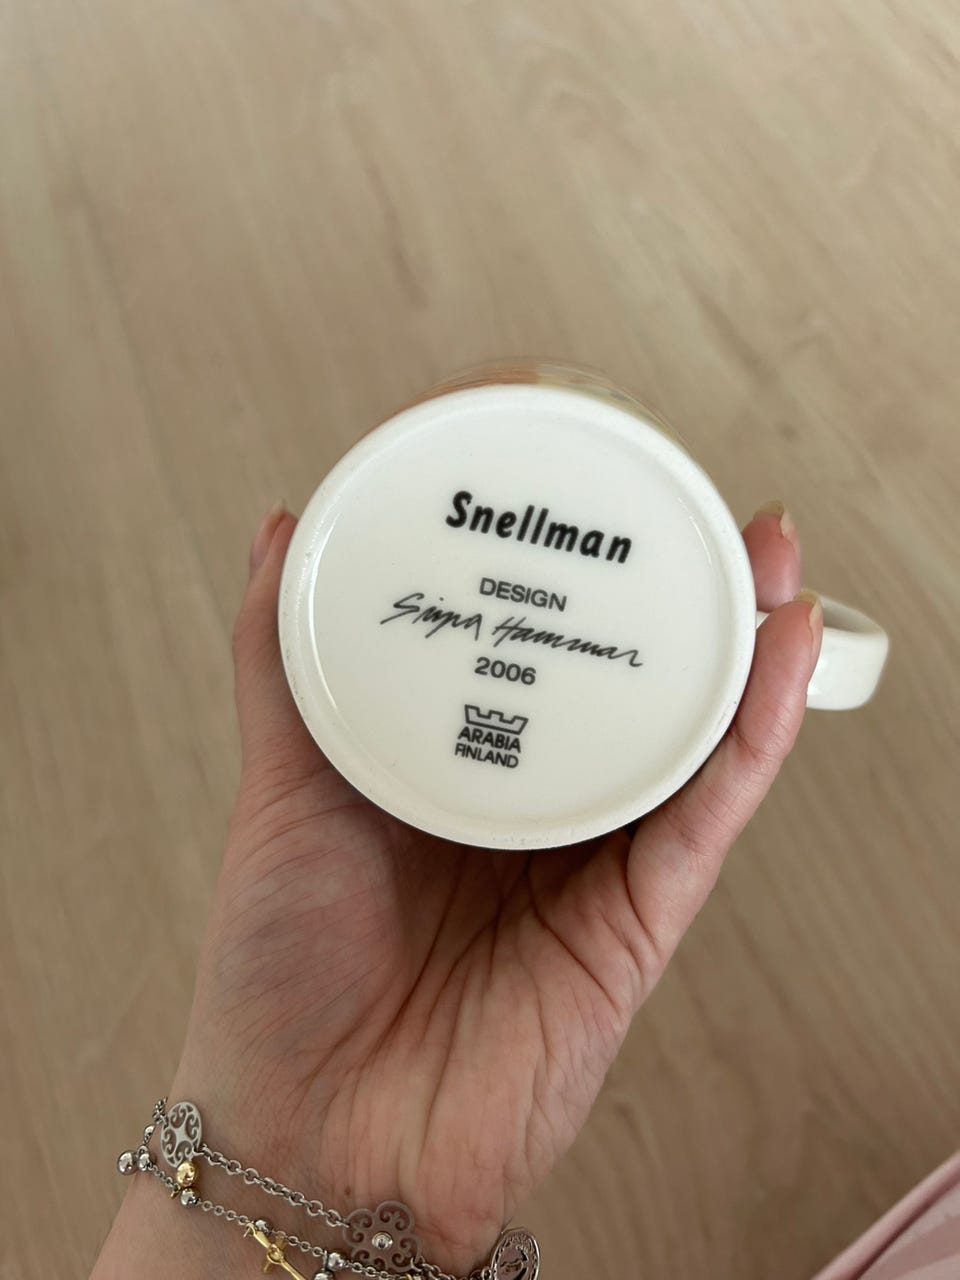 Snellman
DESIGN
Sirpa Hammar
2006
ARABIA
FINLAND